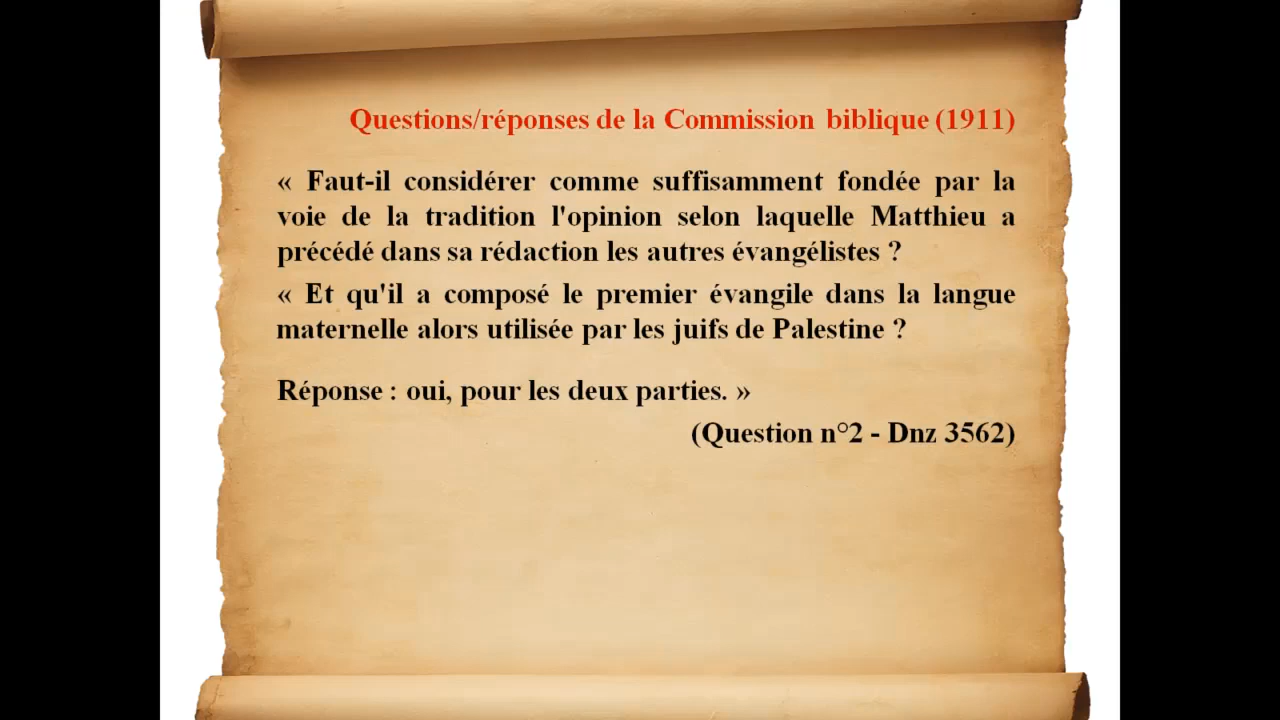 Questions/réponses de la Commission biblique (1911)
« Faut-il considérer comme suffisamment fondée par la
voie de la tradition l'opinion selon laquelle Matthieu a
précédé dans sa rédaction les autres évangélistes ?
« Et qu'il a composé le premier évangile dans la langue
maternelle alors utilisée par les juifs de Palestine ?
Réponse : oui, pour les deux parties. »
(Question n°2 - Dnz 3562)